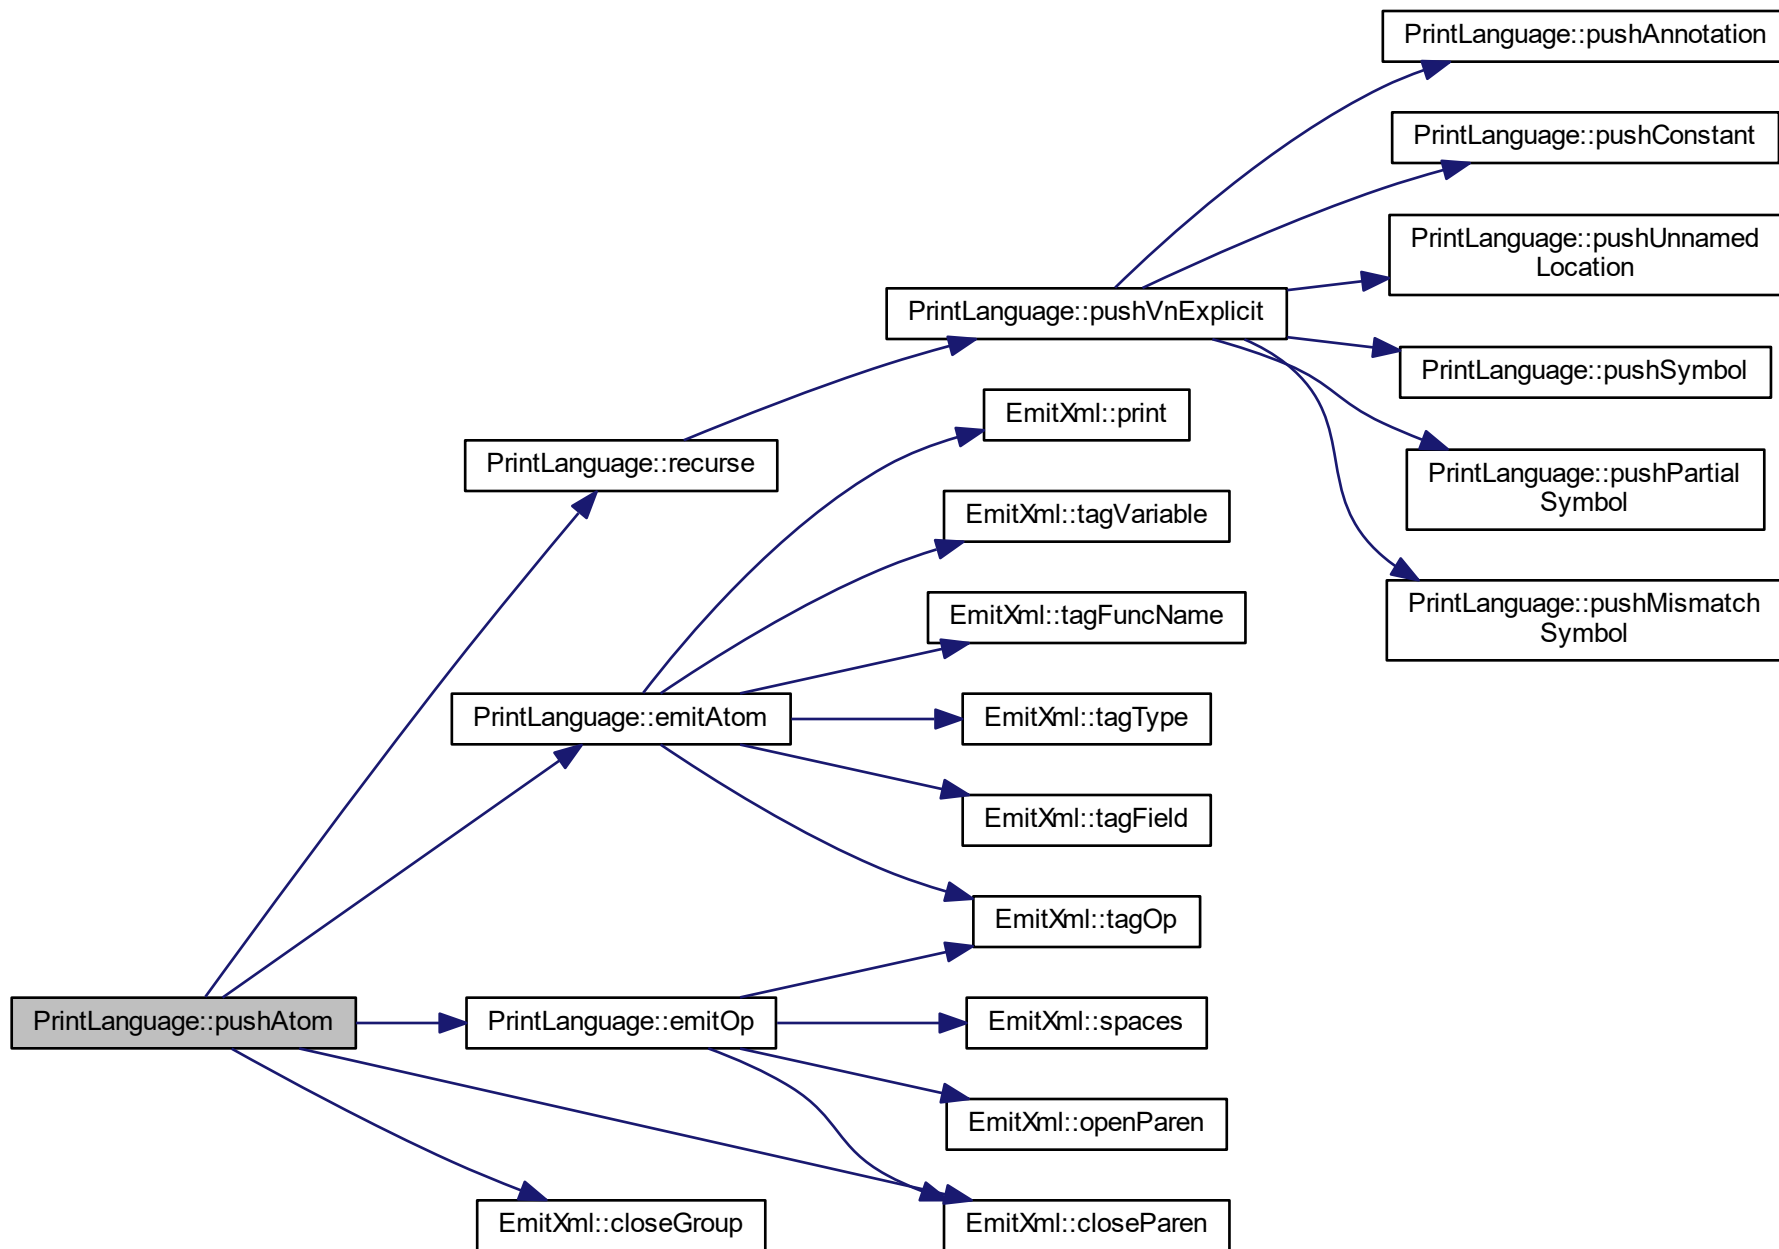 PrintLanguage::pushAnnotation
PrintLanguage::pushConstant
PrintLanguage::pushUnnamed
Location
PrintLanguage::pushVnExplicit
PrintLanguage::pushSymbol
EmitXml::print
PrintLanguage::recurse
PrintLanguage::pushPartial
Symbol
EmitXml::tagVariable
EmitXml::tagFuncName
PrintLanguage::pushMismatch
Symbol
PrintLanguage::emitAtom
EmitXml::tagType
EmitXml::tagField
EmitXml::tagOp
PrintLanguage::pushAtom
PrintLanguage::emitOp
EmitXml::spaces
EmitXml::openParen
EmitXml::closeGroup
EmitXml::closeParen